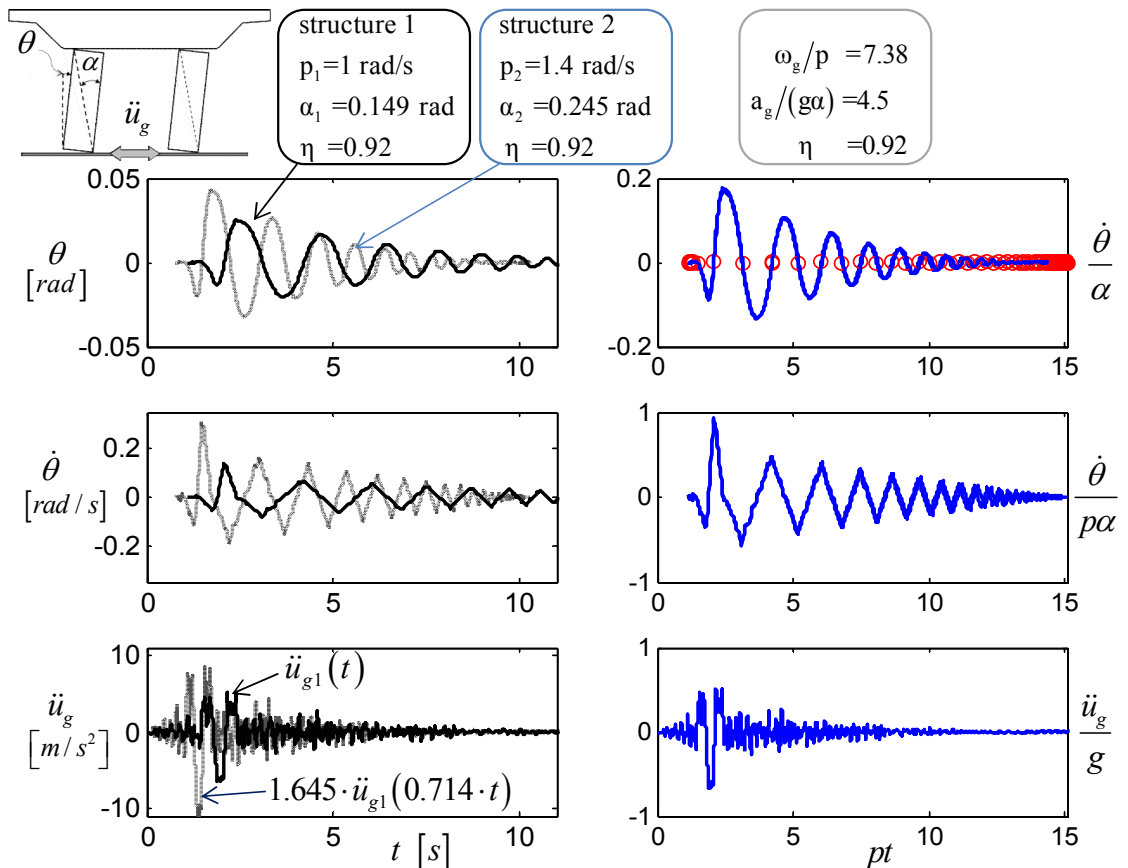 structure 1
p₁=1 rad/s
α₁ =0.149 rad
η =0.92
structure 2
p₂=1.4 rad/s
α₂ =0.245 rad
η =0.92
ω_g/p =7.38
a_g/(gα) =4.5
η =0.92
θ
α
ü_g
0.05
0
-0.05
θ
[rad]
0 5 10
0.2
0
-0.2
θ̇
α
0 5 10 15
0.2
0
-0.2
θ̇
[rad/s]
0 5 10
1
0
-1
θ̇
pα
0 5 10 15
10
0
-10
ü_g
[m/s²]
ü_g1(t)
1.645·ü_g1(0.714·t)
0 5 10
t [s]
1
0
-1
ü_g
g
0 5 10 15
pt